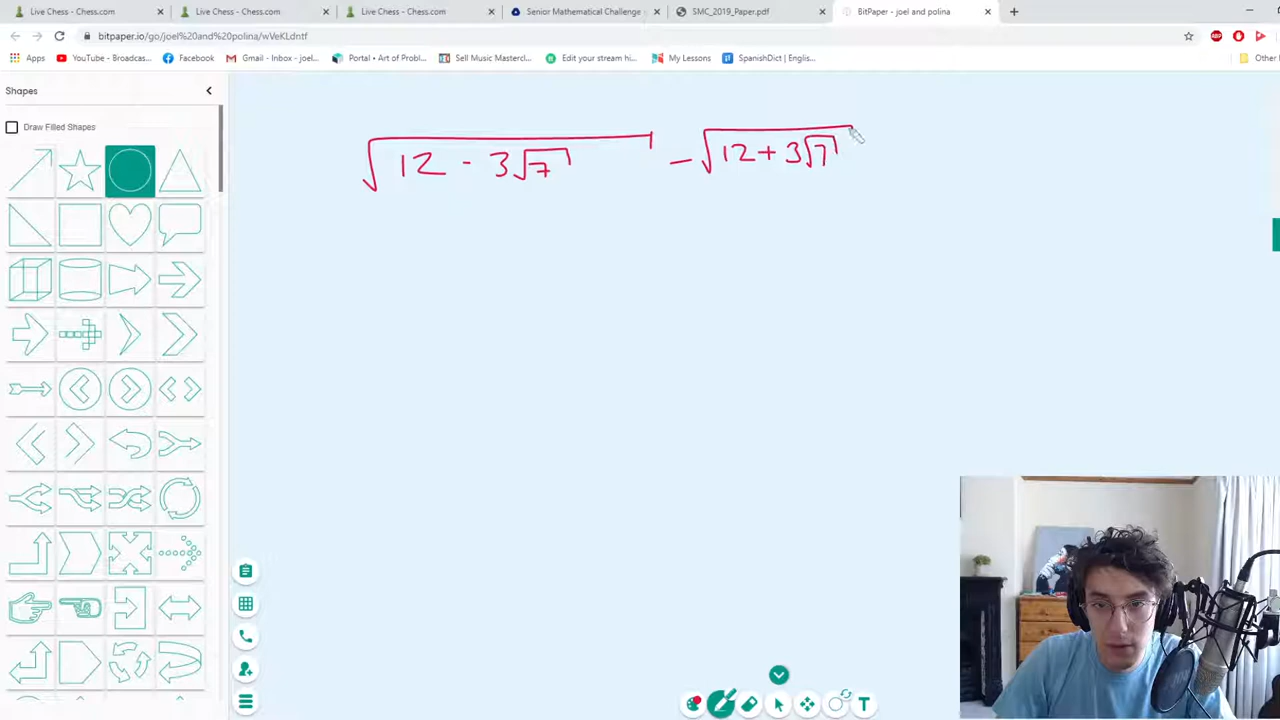 Live Chess - Chess.com
Live Chess - Chess.com
Live Chess - Chess.com
Senior Mathematical Challenge
SMC_2019_Paper.pdf
BitPaper - joel and polina
bitpaper.io/go/joel%20and%20polina/wVeKLdntf
Apps
YouTube - Broadcas...
Facebook
Gmail - Inbox - joel...
Portal • Art of Probl...
Sell Music Mastercl...
Edit your stream hi...
My Lessons
SpanishDict | Englis...
Other
Shapes
Draw Filled Shapes
√12 - 3√7 - √12 + 3√7
T